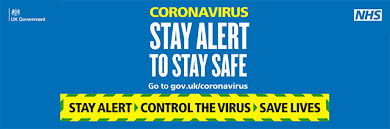 UK Government
CORONAVIRUS
NHS
STAY ALERT
TO STAY SAFE
Go to gov.uk/coronavirus
STAY ALERT CONTROL THE VIRUS SAVE LIVES